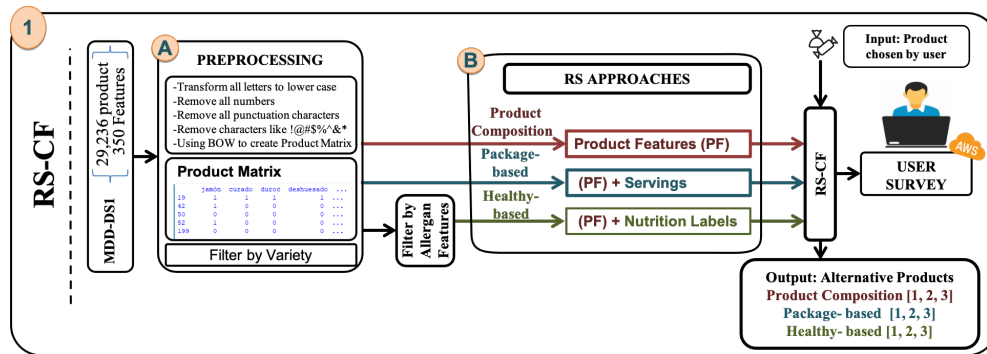 1
RS-CF
MDD-DS1
29,236 product
350 Features
A
PREPROCESSING
-Transform all letters to lower case
-Remove all numbers
-Remove all punctuation characters
-Remove characters like !@#$%^&*
-Using BOW to create Product Matrix
Product Matrix
jamón curado duroc deshuesado ...
19 1 1 1 1 ...
42 1 0 0 0 ...
50 0 0 0 0 ...
52 1 0 0 0 ...
199 0 0 0 0 ...
Filter by Variety
Filter by
Allergan
Features
B
RS APPROACHES
Product
Composition
Product Features (PF)
Package-
based
(PF) + Servings
Healthy-
based
(PF) + Nutrition Labels
Input: Product
chosen by user
RS-CF
AWS
USER
SURVEY
Output: Alternative Products
Product Composition [1, 2, 3]
Package- based [1, 2, 3]
Healthy- based [1, 2, 3]